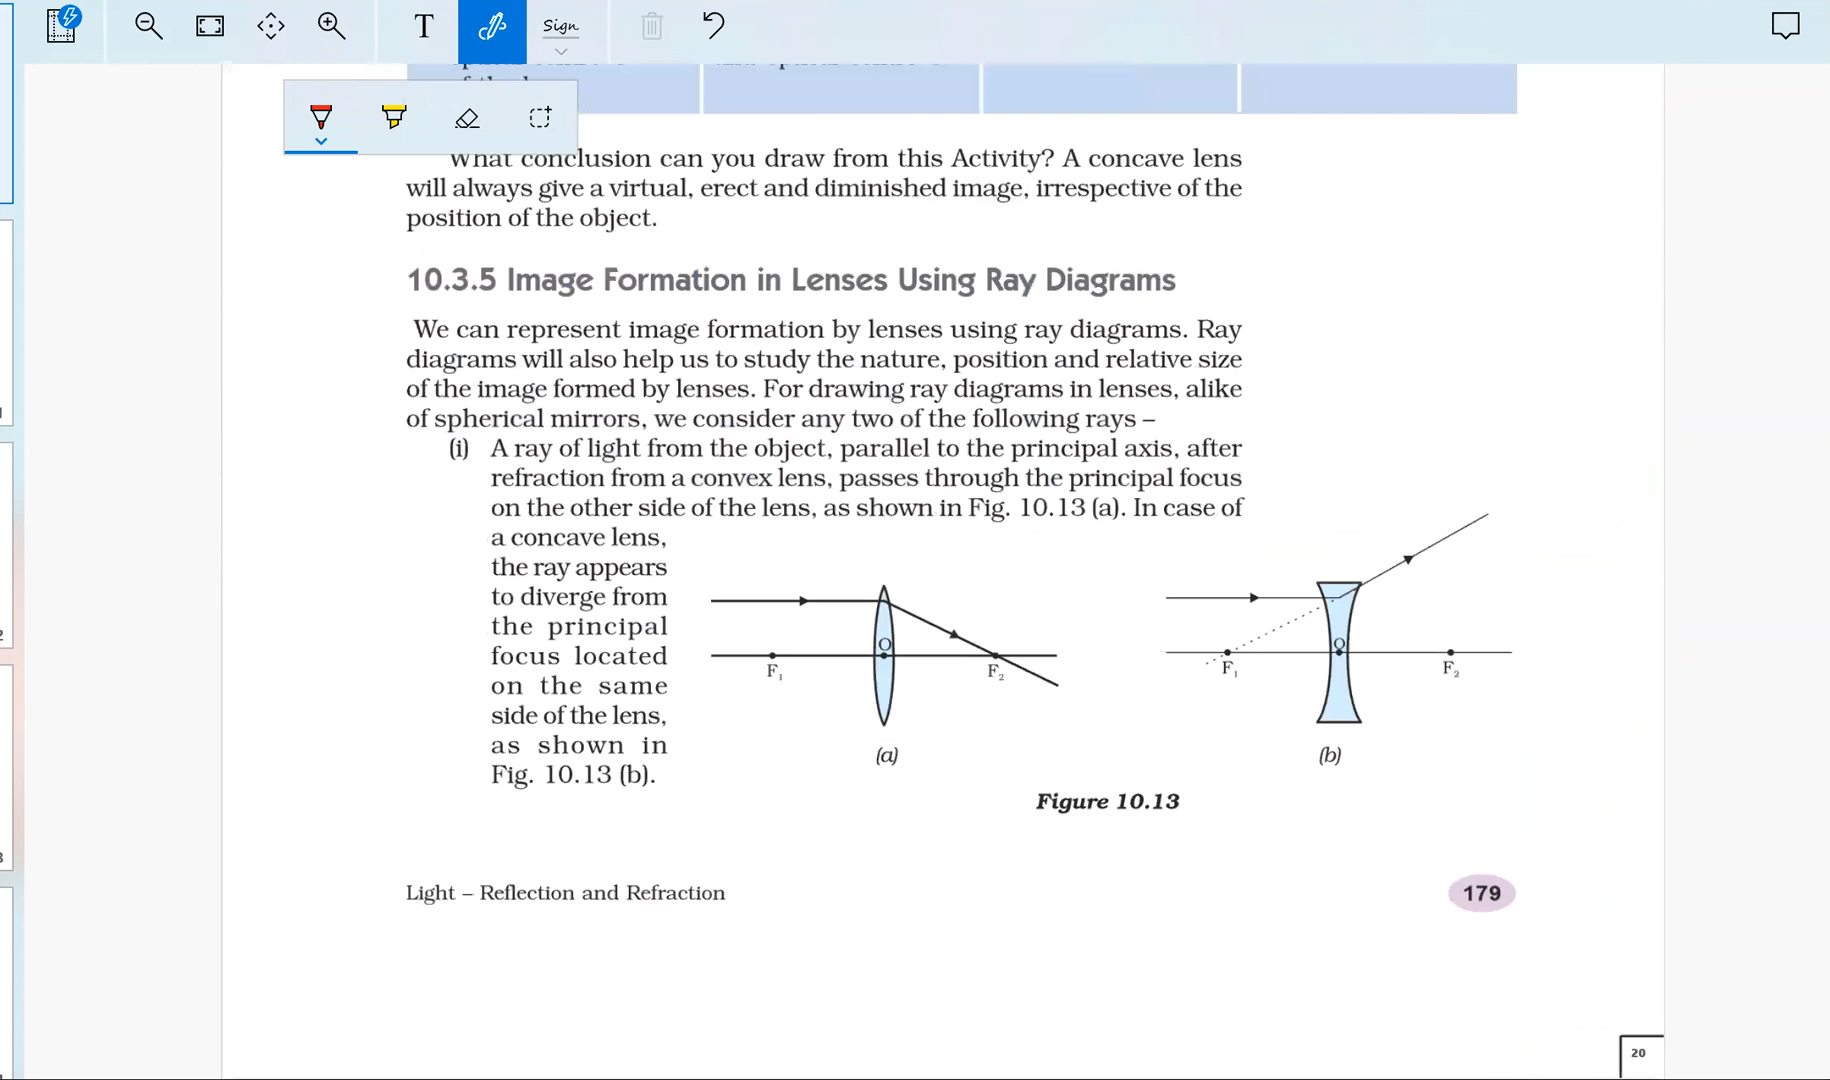 T
Sign
What conclusion can you draw from this Activity? A concave lens
will always give a virtual, erect and diminished image, irrespective of the
position of the object.
10.3.5 Image Formation in Lenses Using Ray Diagrams
We can represent image formation by lenses using ray diagrams. Ray
diagrams will also help us to study the nature, position and relative size
of the image formed by lenses. For drawing ray diagrams in lenses, alike
of spherical mirrors, we consider any two of the following rays –
(i) A ray of light from the object, parallel to the principal axis, after
refraction from a convex lens, passes through the principal focus
on the other side of the lens, as shown in Fig. 10.13 (a). In case of
a concave lens,
the ray appears
to diverge from
the principal
focus located
on the same
side of the lens,
as shown in
Fig. 10.13 (b).
O
F₁
F₂
(a)
O
F₁
F₂
(b)
Figure 10.13
Light – Reflection and Refraction
179
20
1
2
3